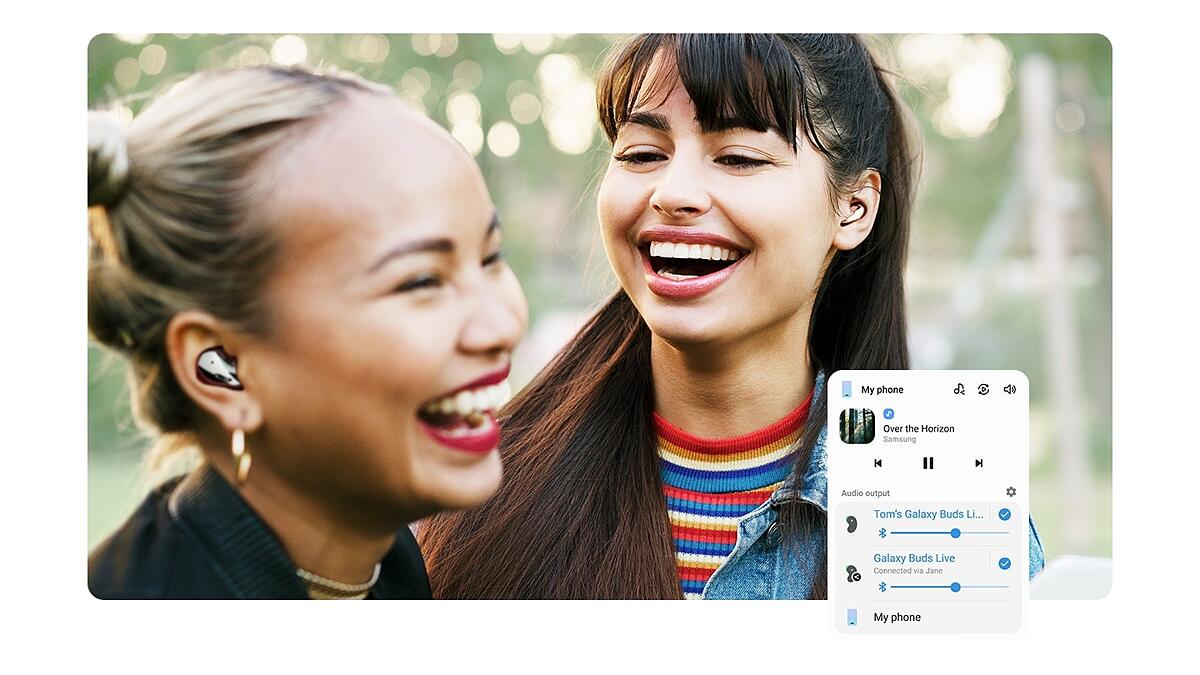 My phone
Over the Horizon
Samsung
Audio output
Tom's Galaxy Buds Li...
Galaxy Buds Live
Connected via Jane
My phone